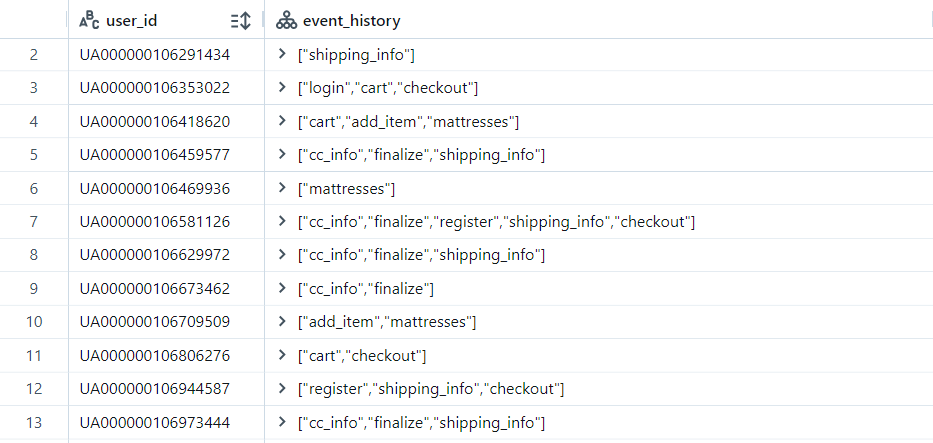 ABC user_id event_history
2 UA000000106291434 > ["shipping_info"]
3 UA000000106353022 > ["login","cart","checkout"]
4 UA000000106418620 > ["cart","add_item","mattresses"]
5 UA000000106459577 > ["cc_info","finalize","shipping_info"]
6 UA000000106469936 > ["mattresses"]
7 UA000000106581126 > ["cc_info","finalize","register","shipping_info","checkout"]
8 UA000000106629972 > ["cc_info","finalize","shipping_info"]
9 UA000000106673462 > ["cc_info","finalize"]
10 UA000000106709509 > ["add_item","mattresses"]
11 UA000000106806276 > ["cart","checkout"]
12 UA000000106944587 > ["register","shipping_info","checkout"]
13 UA000000106973444 > ["cc_info","finalize","shipping_info"]